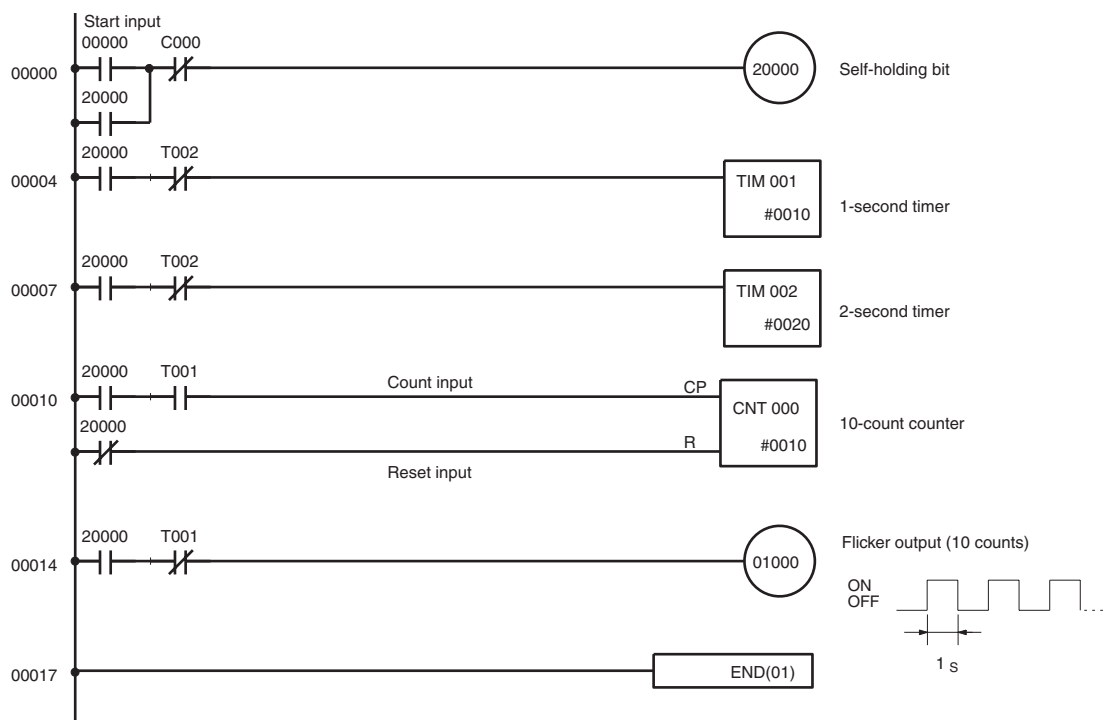 Start input
00000 C000
00000 20000 Self-holding bit
20000
20000 T002
00004 TIM 001
#0010 1-second timer
20000 T002
00007 TIM 002
#0020 2-second timer
20000 T001 Count input CP
00010 CNT 000
20000 10-count counter
R #0010
Reset input
20000 T001 Flicker output (10 counts)
00014 01000
ON
OFF
1 S
00017 END(01)